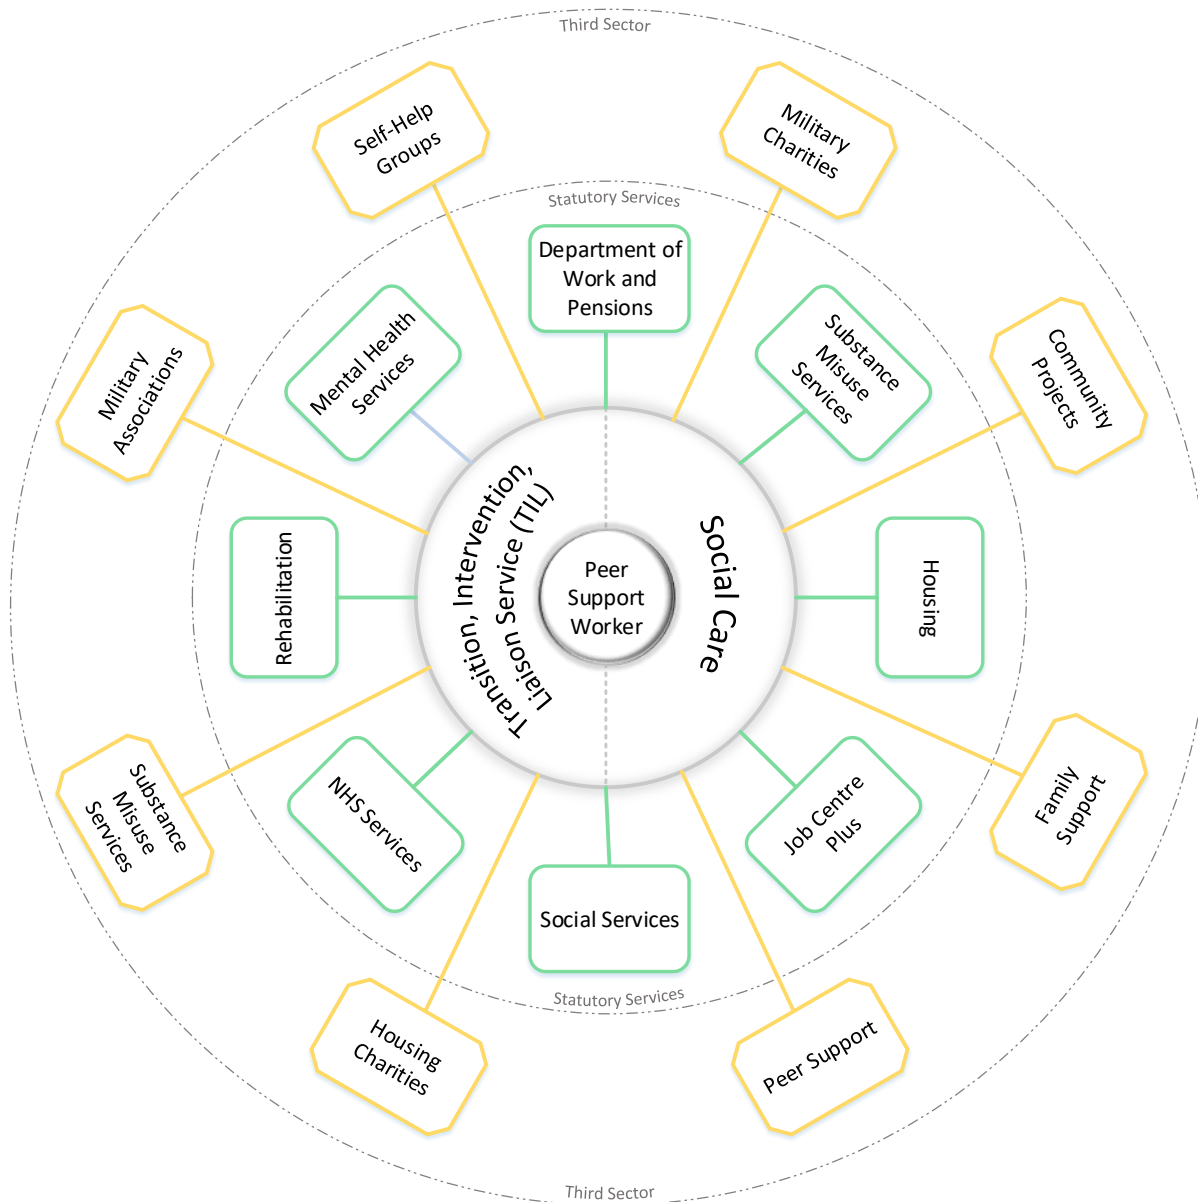 Third Sector
Self-Help
Groups
Military
Charities
Statutory Services
Department of
Work and
Pensions
Mental Health
Services
Substance
Misuse
Services
Military
Associations
Community
Projects
Rehabilitation
Transition, Intervention,
Liaison Service (TIL)
Peer
Support
Worker
Social Care
Housing
Substance
Misuse
Services
NHS Services
Job Centre
Plus
Family
Support
Social Services
Statutory Services
Housing
Charities
Peer Support
Third Sector